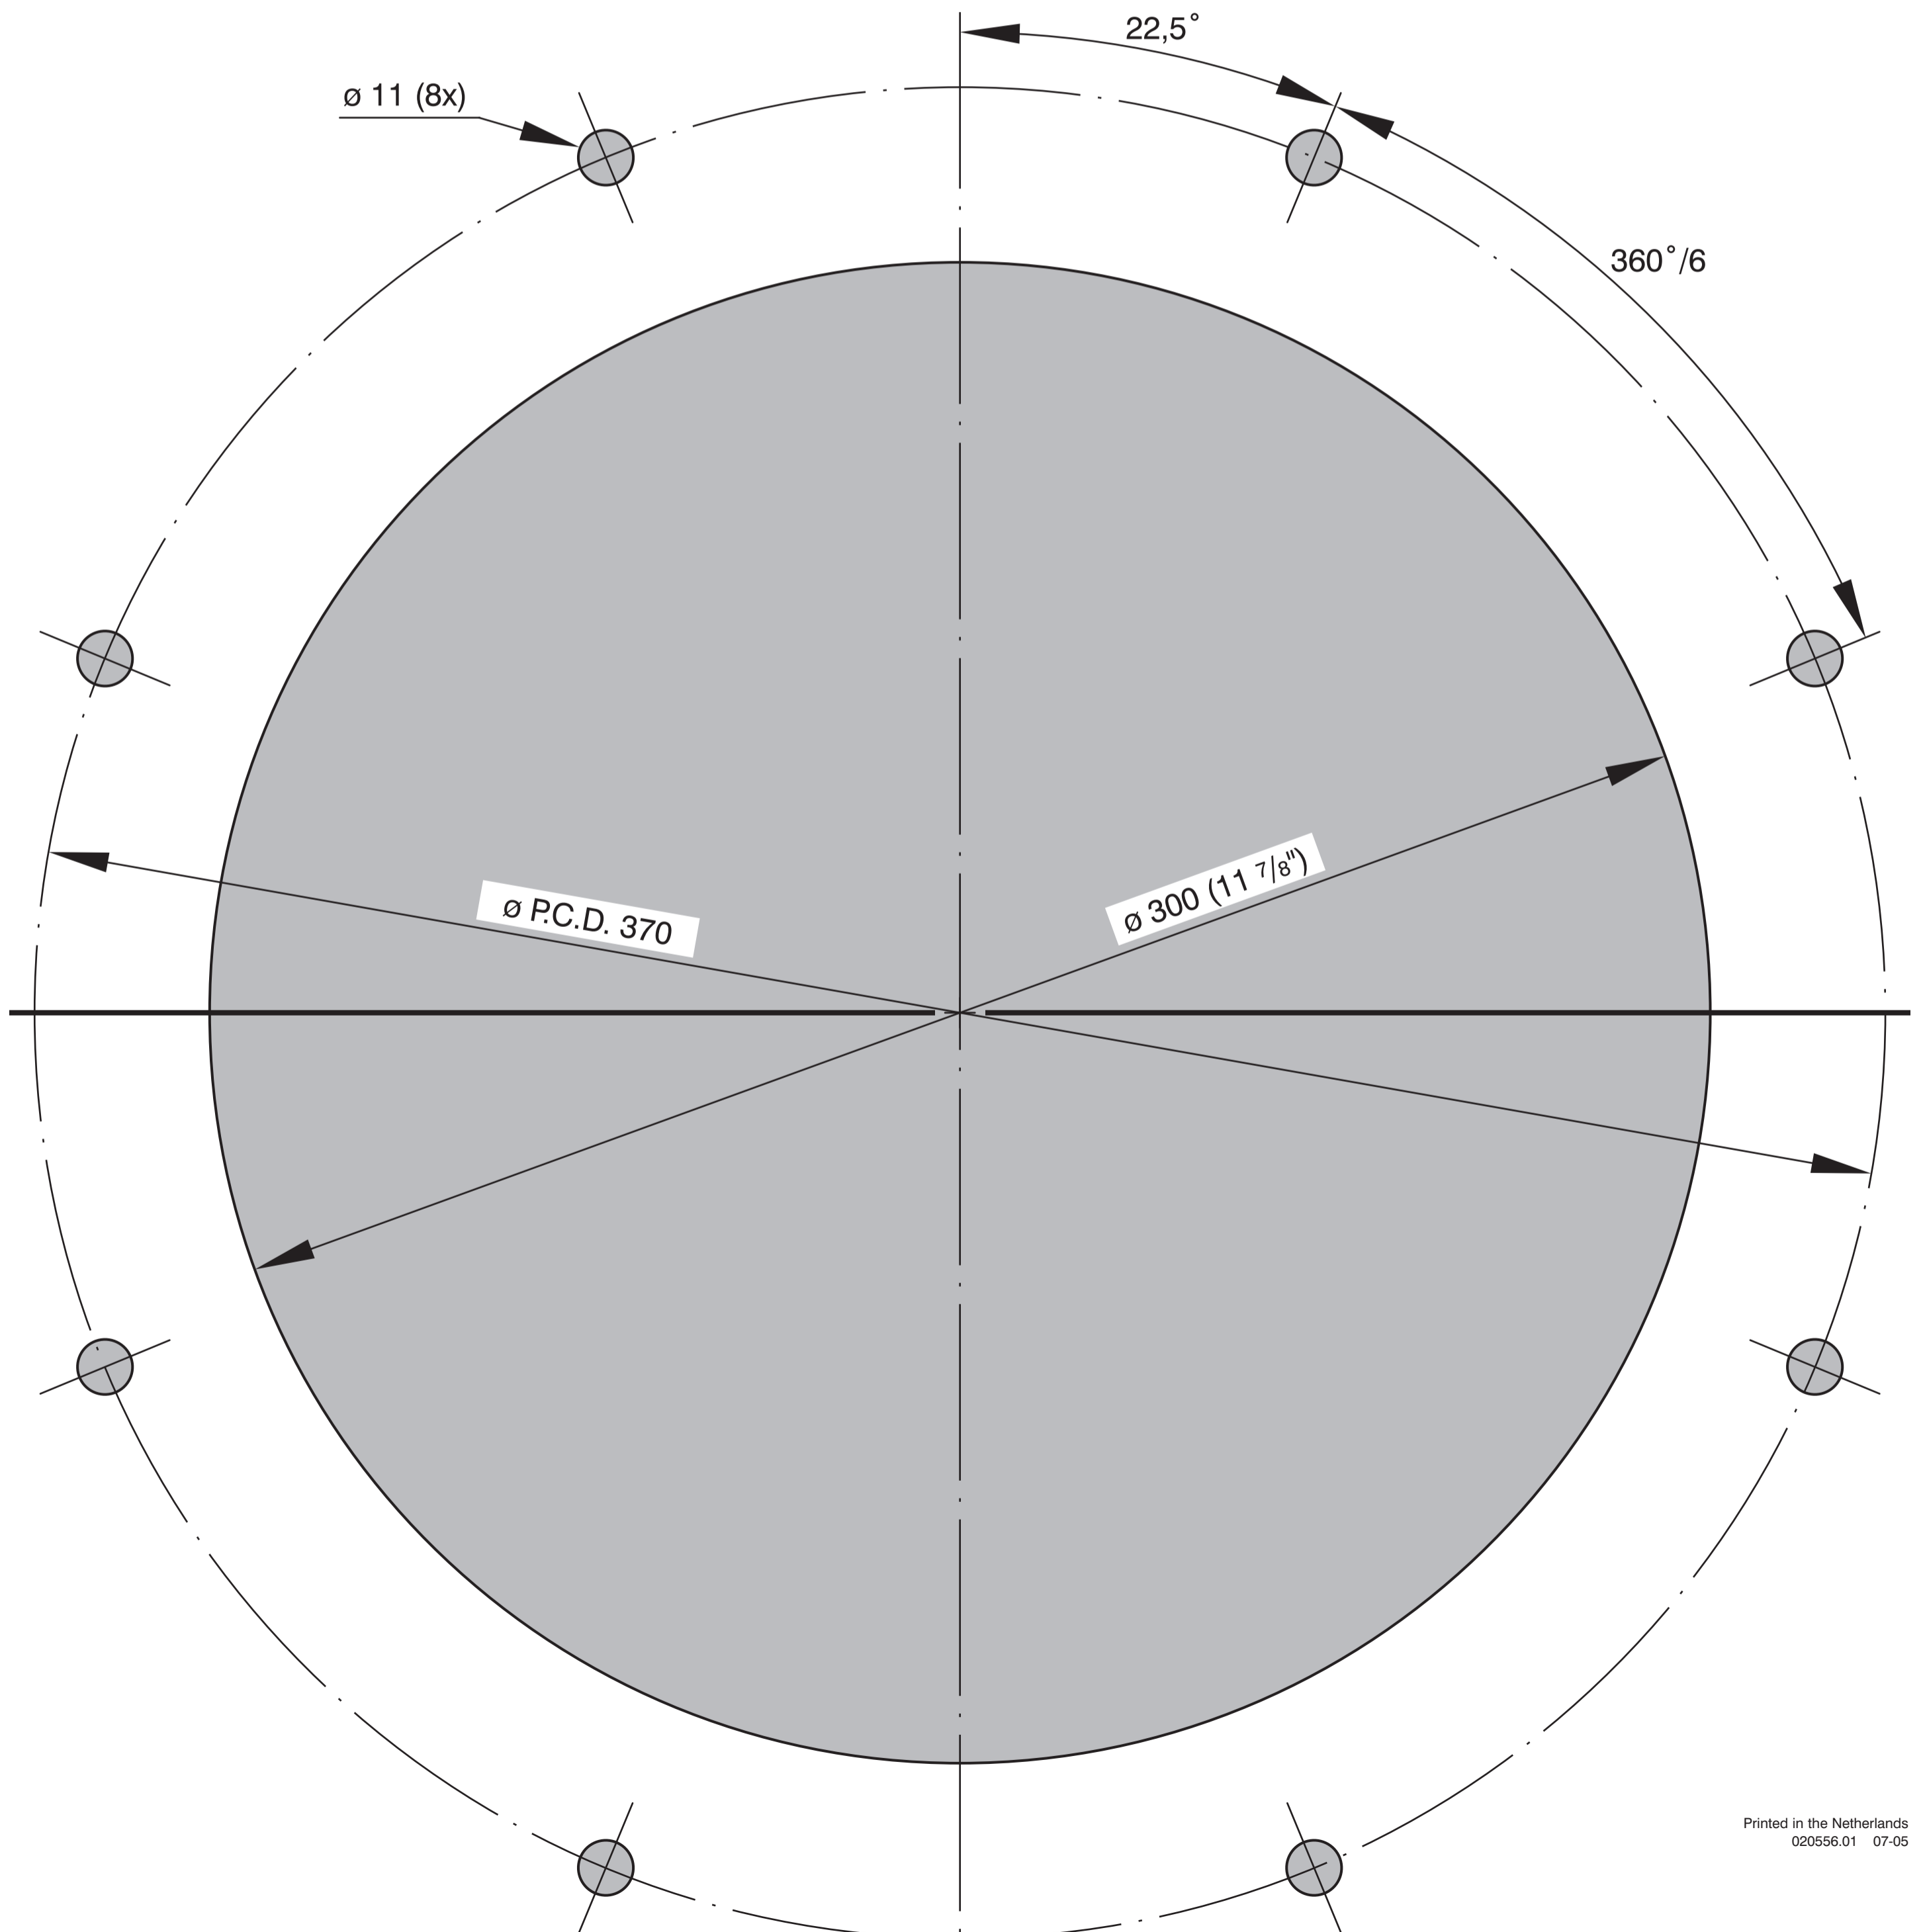 22,5°
ø 11 (8x)
360°/6
ø 300 (11 7/8")
ø P.C.D. 370
Printed in the Netherlands
020556.01 07-05